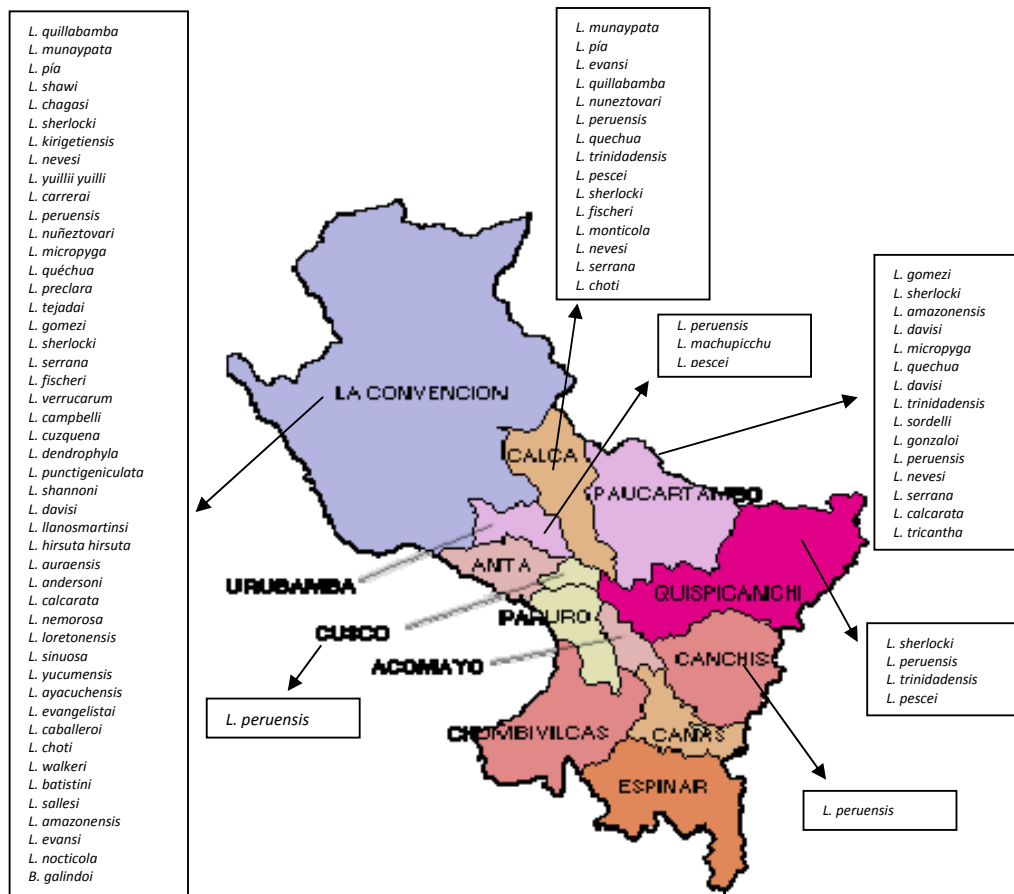 L. quillabamba
L. munaypata
L. pía
L. shawi
L. chagasi
L. sherlocki
L. kirigetiensis
L. nevesi
L. yuillii yuilli
L. carrerai
L. peruensis
L. nuñeztovari
L. micropyga
L. quéchua
L. preclara
L. tejadai
L. gomezi
L. sherlocki
L. serrana
L. fischeri
L. verrucarum
L. campbelli
L. cuzquena
L. dendrophyla
L. punctigeniculata
L. shannoni
L. davisi
L. llanosmartinsi
L. hirsuta hirsuta
L. auraensis
L. andersoni
L. calcarata
L. nemorosa
L. loretonensis
L. sinuosa
L. yucumensis
L. ayacuchensis
L. evangelistai
L. caballeroi
L. choti
L. walkeri
L. batistini
L. sallesi
L. amazonensis
L. evansi
L. nocticola
B. galindoi
L. munaypata
L. pía
L. evansi
L. quillabamba
L. nuneztovari
L. peruensis
L. quechua
L. trinidadensis
L. pescei
L. sherlocki
L. fischeri
L. monticola
L. nevesi
L. serrana
L. choti
L. peruensis
L. machupicchu
L. pescei
L. gomezi
L. sherlocki
L. amazonensis
L. davisi
L. micropyga
L. quechua
L. davisi
L. trinidadensis
L. sordelli
L. gonzaloi
L. peruensis
L. nevesi
L. serrana
L. calcarata
L. tricantha
LA CONVENCION
CALCA
PAUCARTAMBO
ANTA
URUBAMBA
QUISPICANCHI
PARURO
CUSCO
ACOMAYO
CANCHIS
L. sherlocki
L. peruensis
L. trinidadensis
L. pescei
L. peruensis
CHUMBIVILCAS
CANAS
ESPINAR
L. peruensis